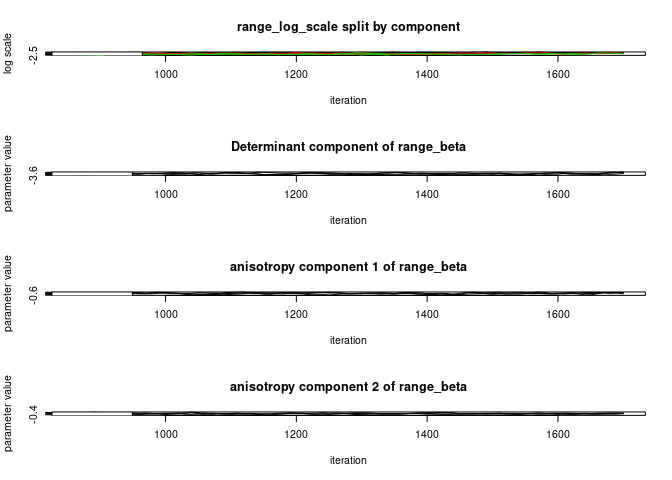 range_log_scale split by component
log scale
-2.5
1000 1200 1400 1600
iteration
Determinant component of range_beta
parameter value
-3.6
1000 1200 1400 1600
iteration
anisotropy component 1 of range_beta
parameter value
-0.6
1000 1200 1400 1600
iteration
anisotropy component 2 of range_beta
parameter value
-0.4
1000 1200 1400 1600
iteration